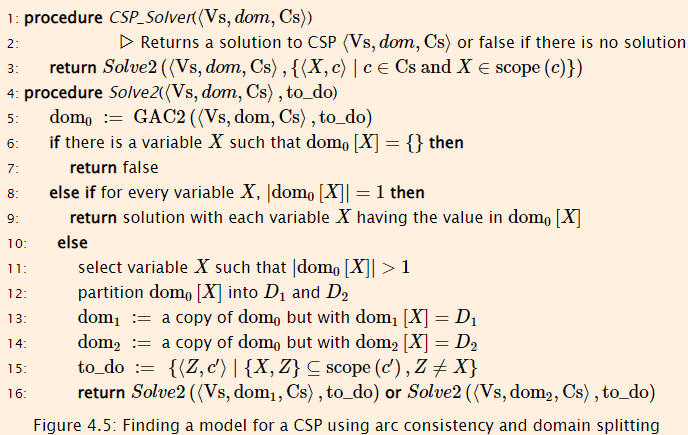 1: procedure CSP_Solver(⟨Vs, dom, Cs⟩)
2: ▷ Returns a solution to CSP ⟨Vs, dom, Cs⟩ or false if there is no solution
3: return Solve2 (⟨Vs, dom, Cs⟩ , {⟨X, c⟩ | c ∈ Cs and X ∈ scope (c)})
4: procedure Solve2(⟨Vs, dom, Cs⟩ , to_do)
5: dom₀ := GAC2 (⟨Vs, dom, Cs⟩ , to_do)
6: if there is a variable X such that dom₀ [X] = {} then
7: return false
8: else if for every variable X, |dom₀ [X]| = 1 then
9: return solution with each variable X having the value in dom₀ [X]
10: else
11: select variable X such that |dom₀ [X]| > 1
12: partition dom₀ [X] into D₁ and D₂
13: dom₁ := a copy of dom₀ but with dom₁ [X] = D₁
14: dom₂ := a copy of dom₀ but with dom₂ [X] = D₂
15: to_do := {⟨Z, c′⟩ | {X, Z} ⊆ scope (c′) , Z ≠ X}
16: return Solve2 (⟨Vs, dom₁, Cs⟩ , to_do) or Solve2 (⟨Vs, dom₂, Cs⟩ , to_do)
Figure 4.5: Finding a model for a CSP using arc consistency and domain splitting